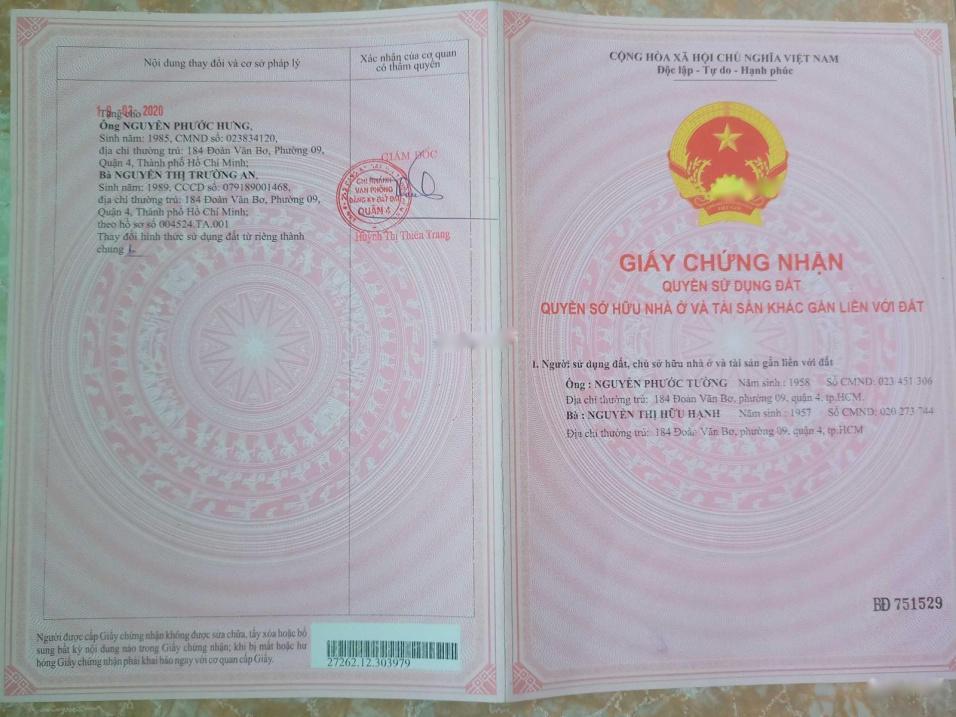 Nội dung thay đổi và cơ sở pháp lý
Xác nhận của cơ quan
có thẩm quyền
03 2020
Tặng cho
Ông NGUYỄN PHƯỚC HƯNG,
Sinh năm: 1985, CMND số: 023834120,
địa chỉ thường trú: 184 Đoàn Văn Bơ, Phường 09,
Quận 4, Thành phố Hồ Chí Minh;
Bà NGUYỄN THỊ TRƯỜNG AN,
Sinh năm: 1989, CCCD số: 079189001468,
địa chỉ thường trú: 184 Đoàn Văn Bơ, Phường 09,
Quận 4, Thành phố Hồ Chí Minh;
theo hồ sơ số 004524.TA.001
Thay đổi hình thức sử dụng đất từ riêng thành
chung
GIÁM ĐỐC
CHI NHÁNH
VĂN PHÒNG
ĐĂNG KÝ ĐẤT ĐAI
QUẬN 4
Huỳnh Thị Thiên Trang
Người được cấp Giấy chứng nhận không được sửa chữa, tẩy xóa hoặc bổ
sung bất kỳ nội dung nào trong Giấy chứng nhận; khi bị mất hoặc hư
hỏng Giấy chứng nhận phải khai báo ngay với cơ quan cấp Giấy.
27262.12.303979
CỘNG HÒA XÃ HỘI CHỦ NGHĨA VIỆT NAM
Độc lập - Tự do - Hạnh phúc
VIỆT NAM
GIẤY CHỨNG NHẬN
QUYỀN SỬ DỤNG ĐẤT
QUYỀN SỞ HỮU NHÀ Ở VÀ TÀI SẢN KHÁC GẮN LIỀN VỚI ĐẤT
I. Người sử dụng đất, chủ sở hữu nhà ở và tài sản gắn liền với đất
Ông : NGUYỄN PHƯỚC TƯỜNG Năm sinh : 1958 Số CMND: 023 451 306
Địa chỉ thường trú: 184 Đoàn Văn Bơ, phường 09, quận 4, tp.HCM.
Bà : NGUYỄN THỊ HỮU HẠNH Năm sinh : 1957 Số CMND: 020 273 744
Địa chỉ thường trú: 184 Đoàn Văn Bơ, phường 09, quận 4, tp.HCM
BĐ 751529